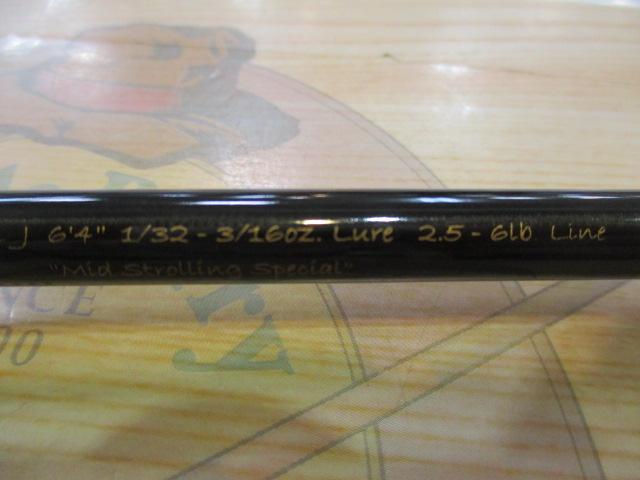 J 6'4" 1/32 - 3/16oz. Lure 2.5 - 6lb Line
"Mid Strolling Special"